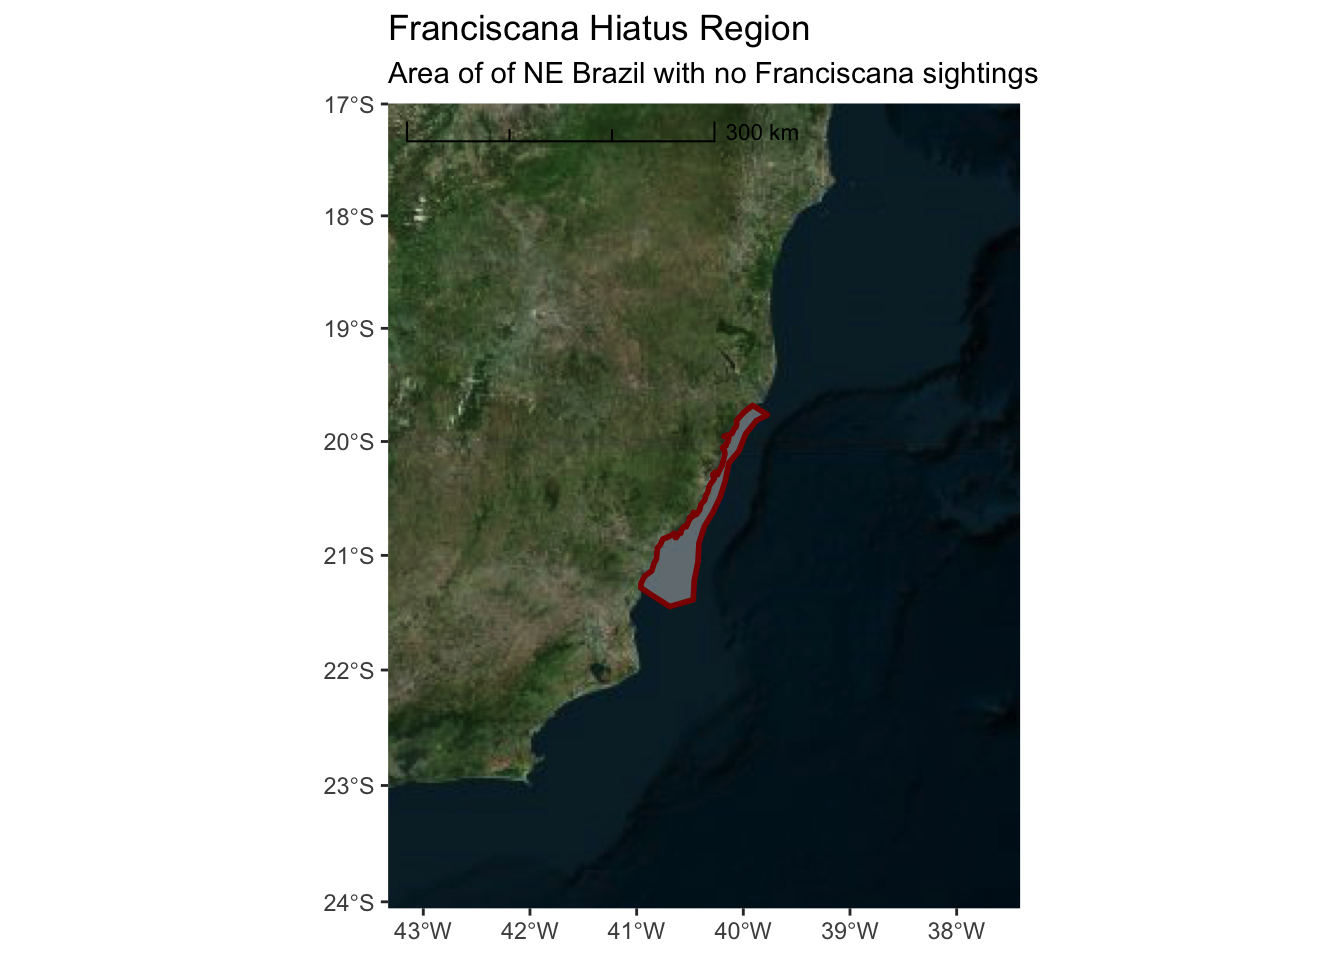 Franciscana Hiatus Region
Area of of NE Brazil with no Franciscana sightings
300 km
17°S
18°S
19°S
20°S
21°S
22°S
23°S
24°S
43°W
42°W
41°W
40°W
39°W
38°W